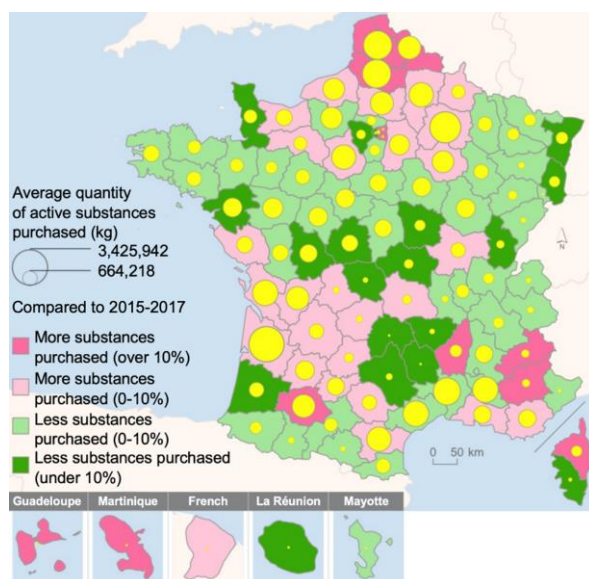 Average quantity
of active substances
purchased (kg)
3,425,942
664,218
Compared to 2015-2017
More substances
purchased (over 10%)
More substances
purchased (0-10%)
Less substances
purchased (0-10%)
Less substances purchased
(under 10%)
N
0 50 km
Guadeloupe Martinique French La Réunion Mayotte